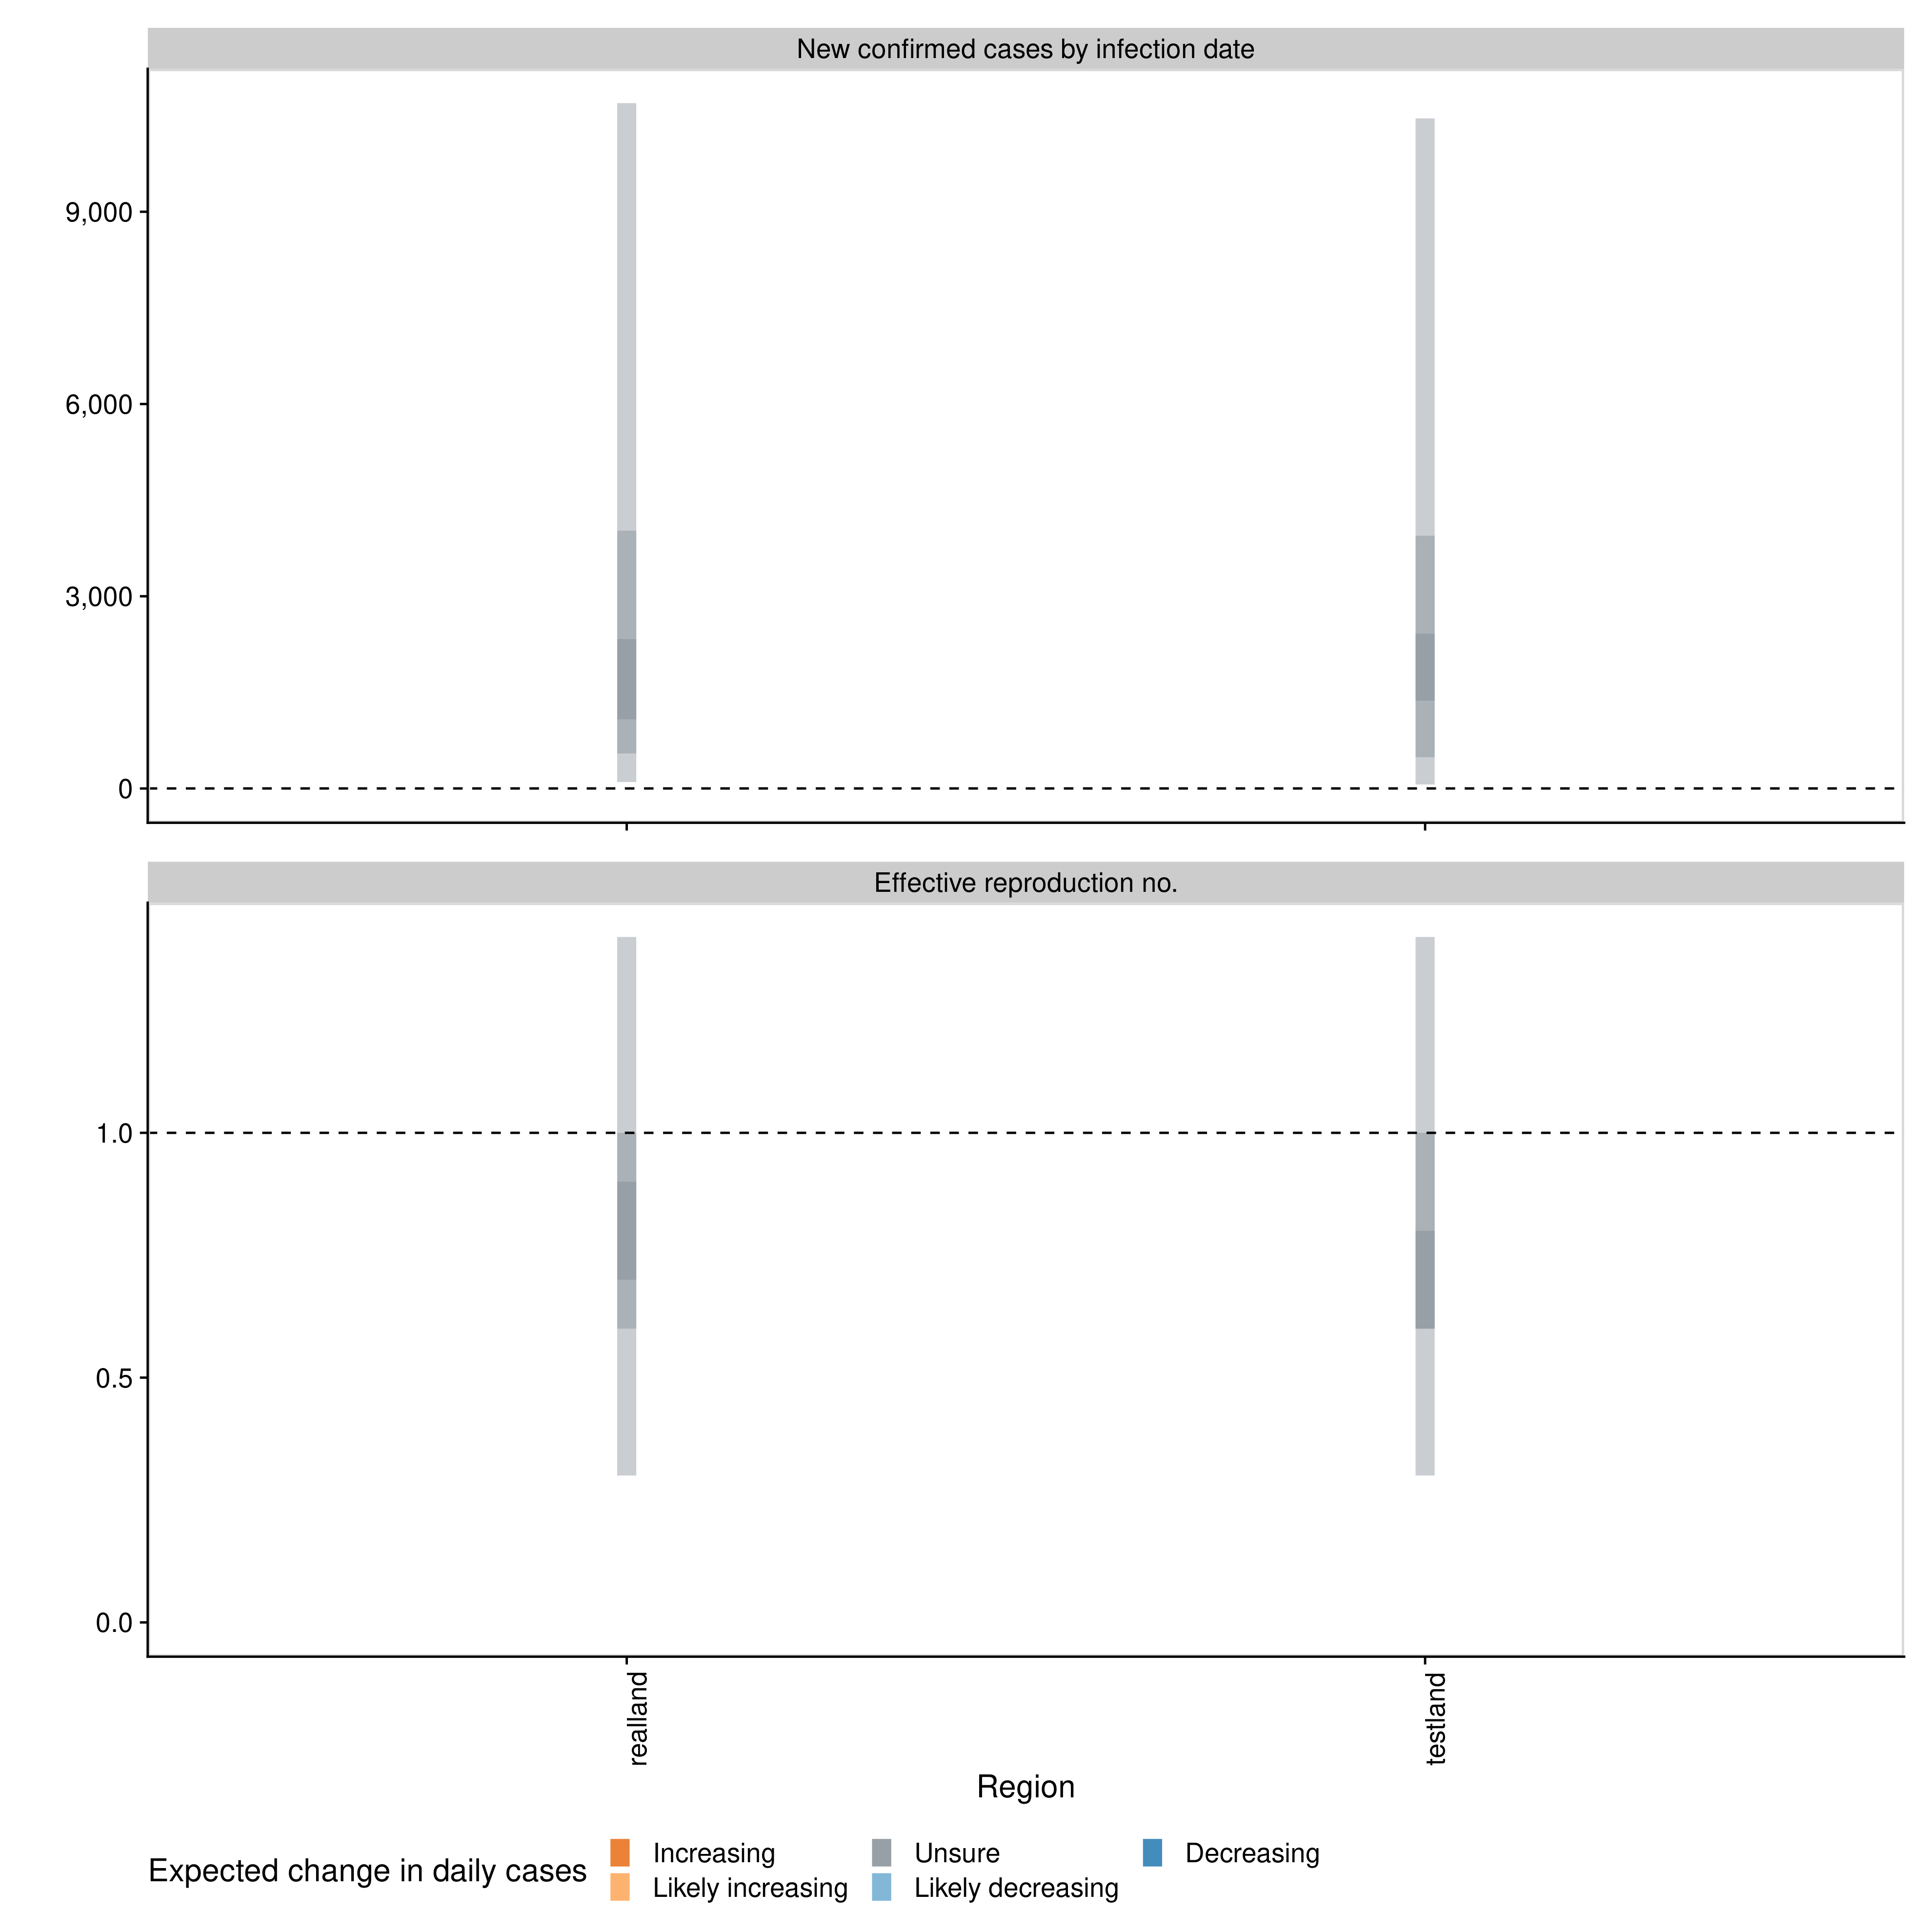 New confirmed cases by infection date
9,000
6,000
3,000
0
Effective reproduction no.
1.0
0.5
0.0
realland
testland
Region
Expected change in daily cases
Increasing
Unsure
Decreasing
Likely increasing
Likely decreasing